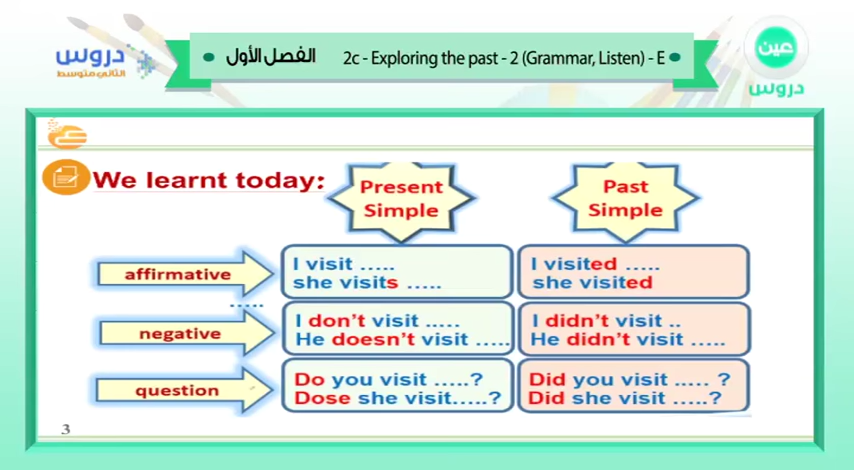 دروس
الثاني متوسط
الفصل الأول
2c - Exploring the past - 2 (Grammar, Listen) - E
عين
دروس
We learnt today:
Present
Simple
Past
Simple
affirmative
I visit .....
she visits .....
I visited .....
she visited
.....
negative
I don't visit .....
He doesn't visit .....
I didn't visit ..
He didn't visit .....
question
Do you visit .....?
Dose she visit.....?
Did you visit ..... ?
Did she visit .....?
3